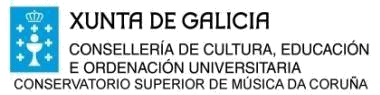 XUNTA DE GALICIA
CONSELLERÍA DE CULTURA, EDUCACIÓN
E ORDENACIÓN UNIVERSITARIA
CONSERVATORIO SUPERIOR DE MÚSICA DA CORUÑA